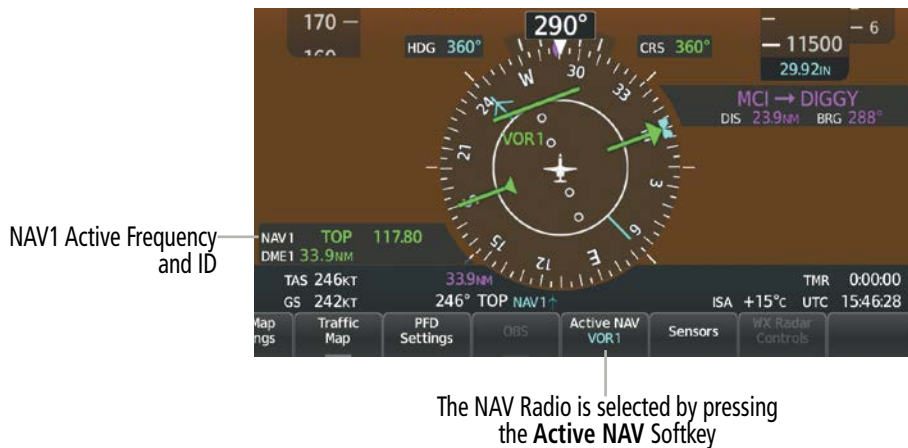 170
160
290°
HDG 360°
CRS 360°
6
11500
29.92IN
MCI → DIGGY
DIS 23.9NM BRG 288°
24
W
30
33
VOR1
21
3
6
E
12
15
NAV1 Active Frequency
and ID
NAV1 TOP 117.80
DME1 33.9NM
TAS 246KT 33.9NM TMR 0:00:00
GS 242KT 246° TOP NAV1↑ ISA +15°C UTC 15:46:28
Map
ngs
Traffic
Map
PFD
Settings
OBS
Active NAV
VOR1
Sensors
WX Radar
Controls
The NAV Radio is selected by pressing
the Active NAV Softkey